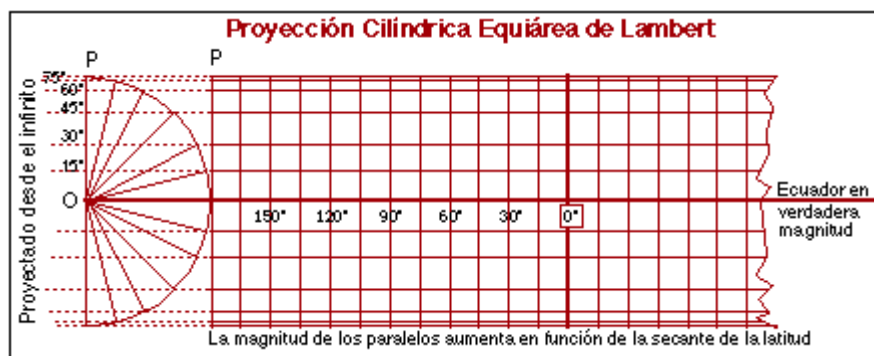 Proyección Cilíndrica Equiárea de Lambert
P
P
75°
60°
45°
30°
15°
O
Proyectado desde el infinito
150° 120° 90° 60° 30° 0°
Ecuador en
verdadera
magnitud
La magnitud de los paralelos aumenta en función de la secante de la latitud